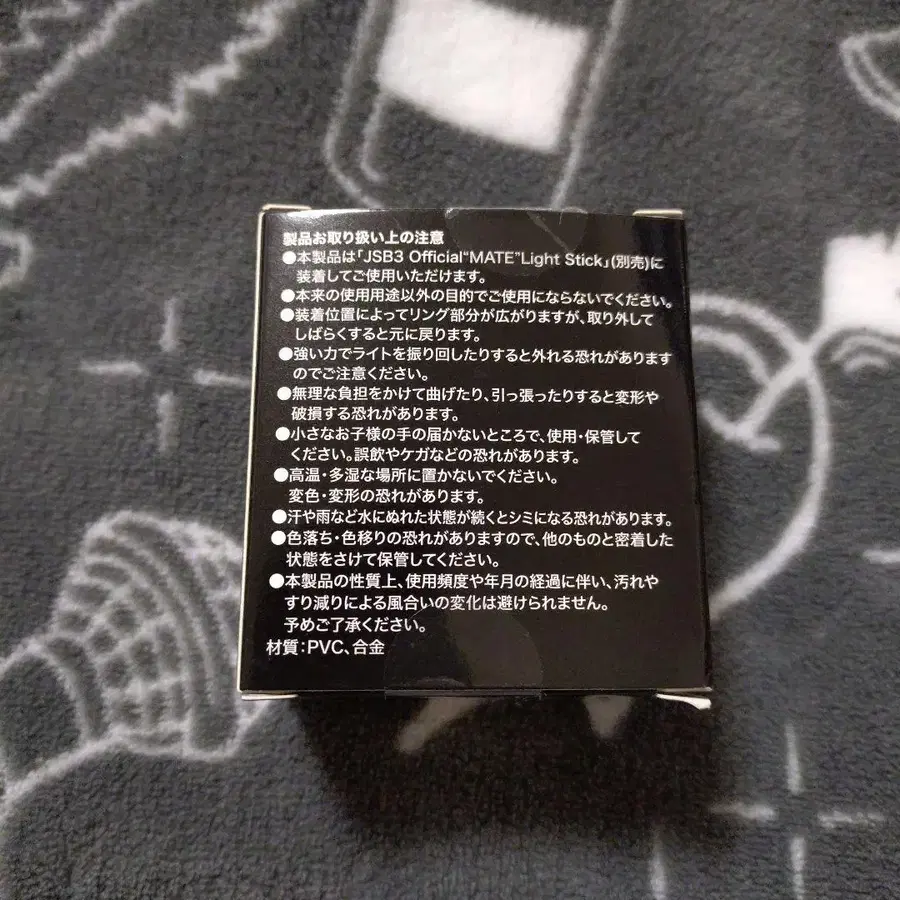 製品お取り扱い上の注意
●本製品は「JSB3 Official"MATE"Light Stick」(別売)に
装着してご使用いただけます。
●本来の使用用途以外の目的でご使用にならないでください。
●装着位置によってリング部分が広がりますが、取り外して
しばらくすると元に戻ります。
●強い力でライトを振り回したりすると外れる恐れがあります
のでご注意ください。
●無理な負担をかけて曲げたり、引っ張ったりすると変形や
破損する恐れがあります。
●小さなお子様の手の届かないところで、使用・保管して
ください。誤飲やケガなどの恐れがあります。
●高温・多湿な場所に置かないでください。
変色・変形の恐れがあります。
●汗や雨など水にぬれた状態が続くとシミになる恐れがあります。
●色落ち・色移りの恐れがありますので、他のものと密着した
状態をさけて保管してください。
●本製品の性質上、使用頻度や年月の経過に伴い、汚れや
すり減りによる風合いの変化は避けられません。
予めご了承ください。
材質：PVC、合金